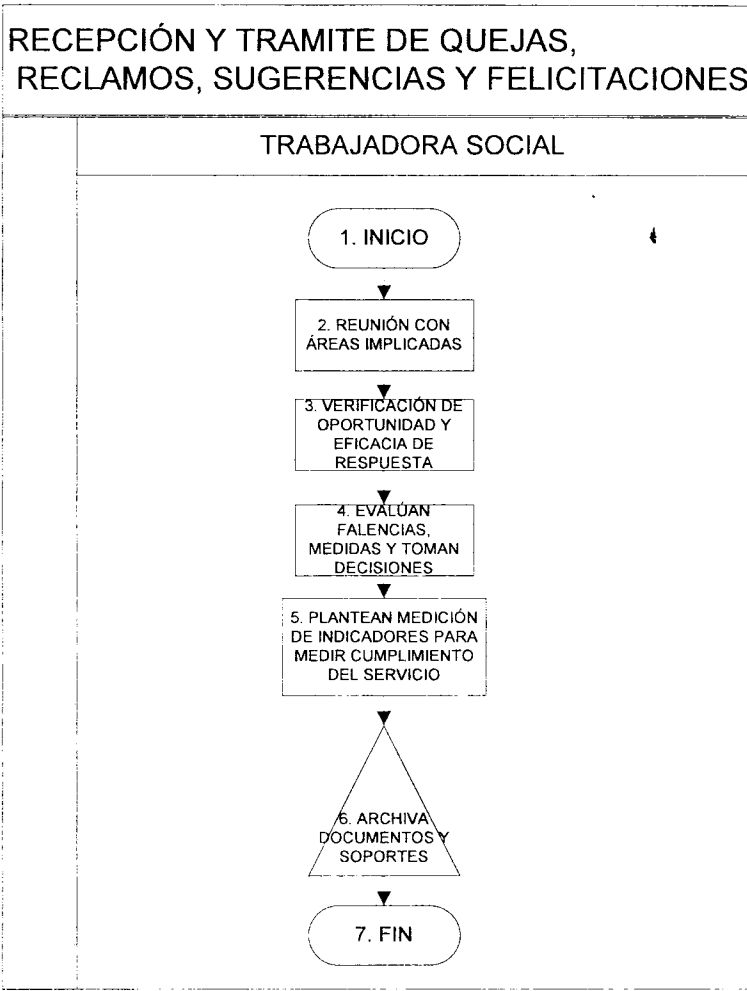 RECEPCIÓN Y TRAMITE DE QUEJAS,
RECLAMOS, SUGERENCIAS Y FELICITACIONES
TRABAJADORA SOCIAL
1. INICIO
2. REUNIÓN CON
ÁREAS IMPLICADAS
3. VERIFICACIÓN DE
OPORTUNIDAD Y
EFICACIA DE
RESPUESTA
4. EVALÚAN
FALENCIAS,
MEDIDAS Y TOMAN
DECISIONES
5. PLANTEAN MEDICIÓN
DE INDICADORES PARA
MEDIR CUMPLIMIENTO
DEL SERVICIO
6. ARCHIVA
DOCUMENTOS Y
SOPORTES
7. FIN